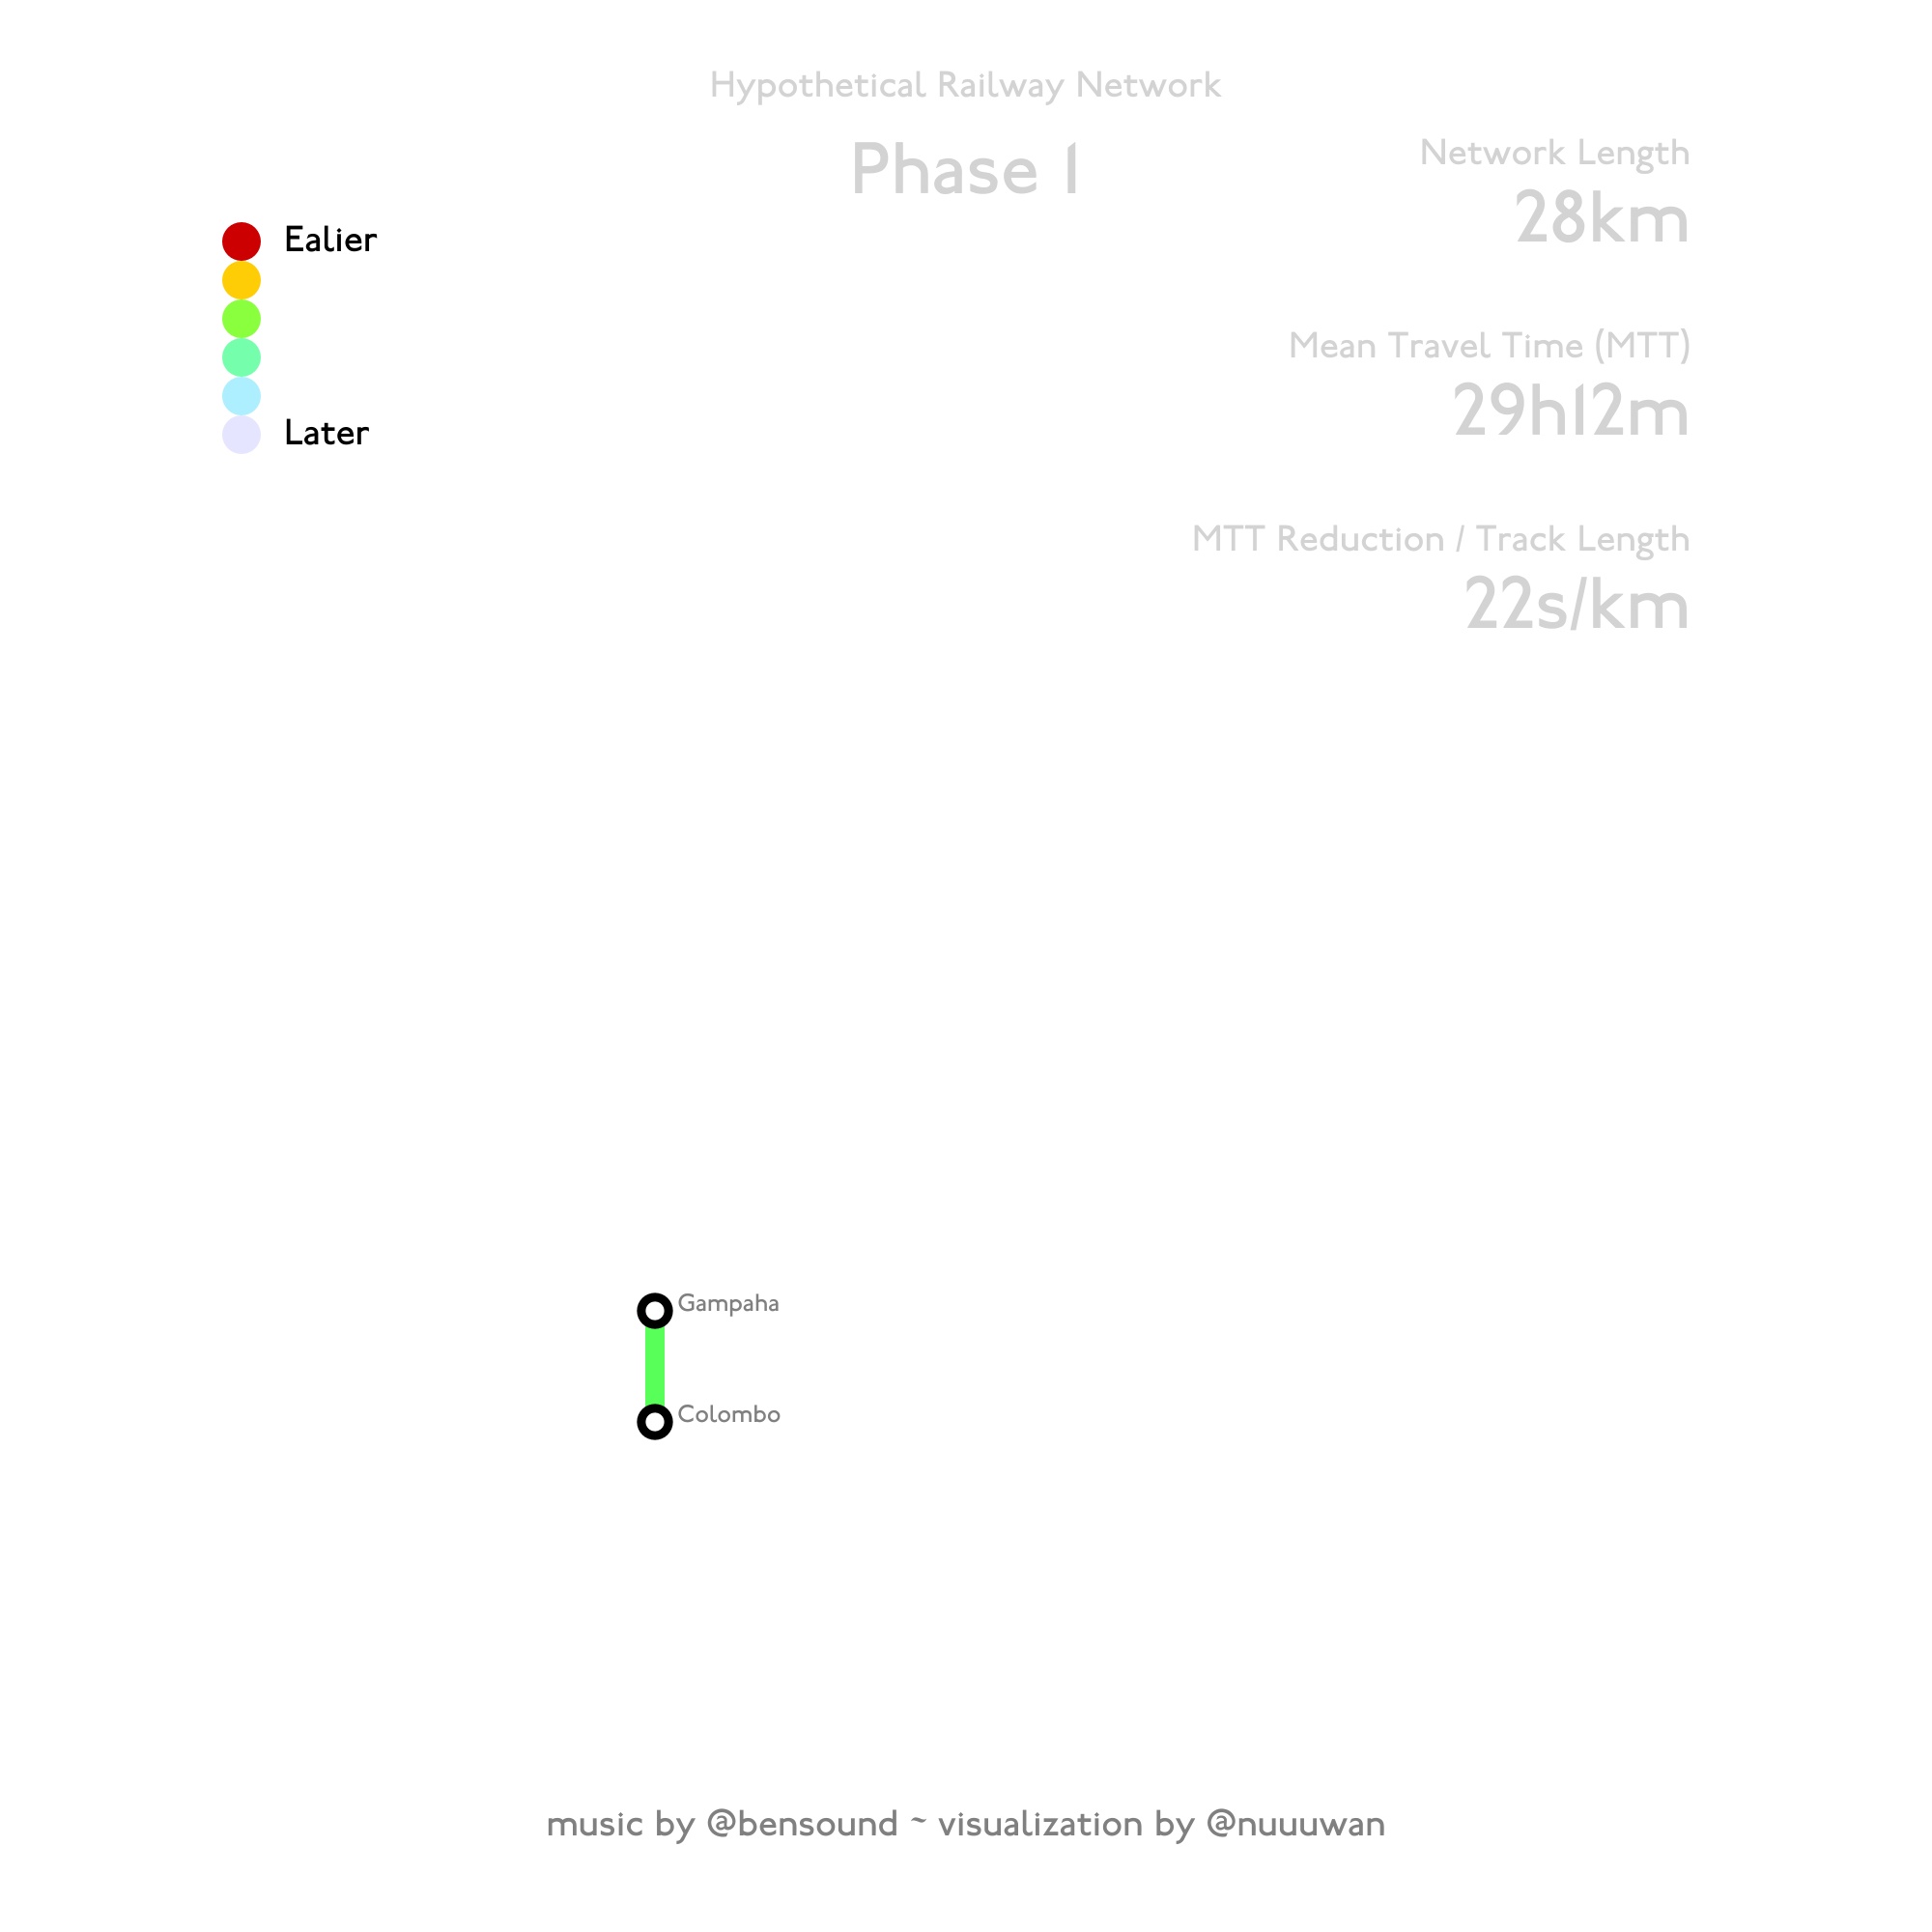 Hypothetical Railway Network
Phase 1
Network Length
28km
Ealier
Later
Mean Travel Time (MTT)
29h12m
MTT Reduction / Track Length
22s/km
Gampaha
Colombo
music by @bensound ~ visualization by @nuuuwan